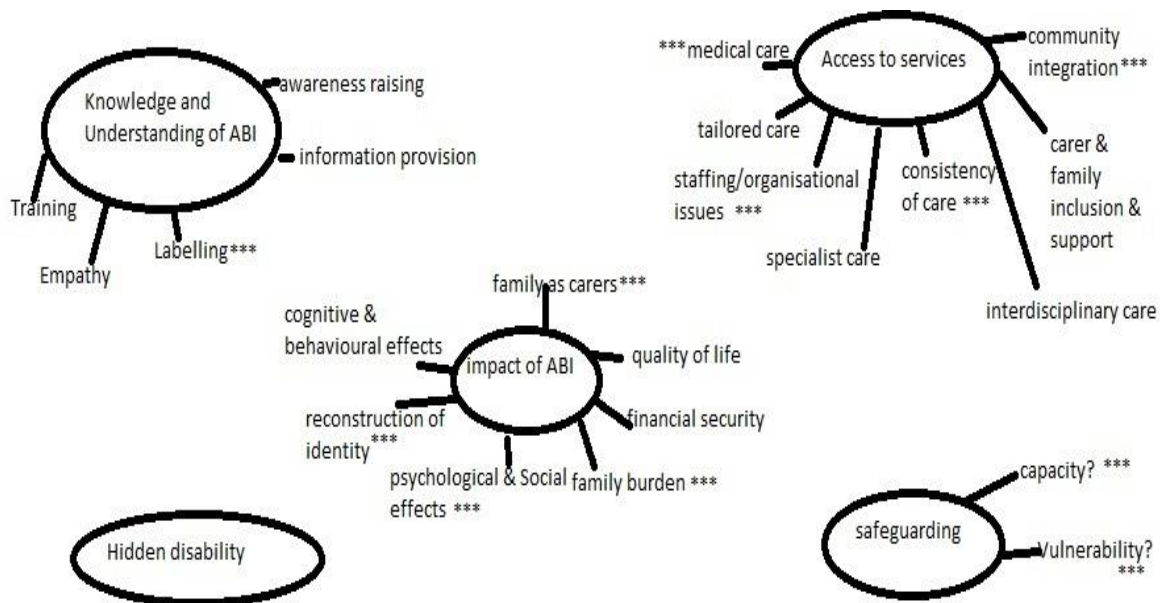 Knowledge and
Understanding of ABI
awareness raising
information provision
Training
Empathy
Labelling***
Access to services
***medical care
community
integration***
tailored care
staffing/organisational
issues ***
specialist care
consistency
of care ***
carer &
family
inclusion &
support
interdisciplinary care
impact of ABI
family as carers***
cognitive &
behavioural effects
quality of life
reconstruction of
identity***
financial security
psychological & Social
effects ***
family burden ***
Hidden disability
safeguarding
capacity? ***
Vulnerability?
***